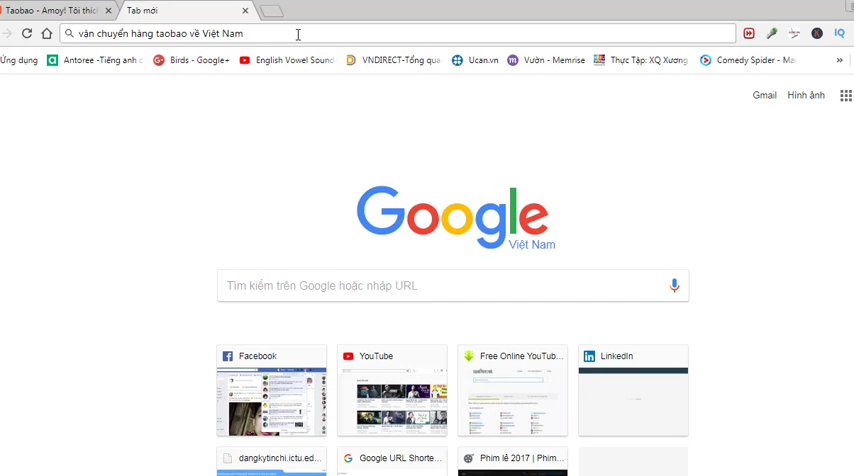 Taobao - Amoy! Tôi thích
Tab mới
vận chuyển hàng taobao về Việt Nam
Ứng dụng
Antoree -Tiếng anh c
Birds - Google+
English Vowel Sound
VNDIRECT-Tổng qua
Ucan.vn
Vườn - Memrise
Thực Tập: XQ Xương
Comedy Spider - Ma
»
Gmail
Hình ảnh
Google
Việt Nam
Tìm kiếm trên Google hoặc nhập URL
Facebook
YouTube
Free Online YouTub...
LinkedIn
dangkytinchi.ictu.ed...
Google URL Shorte...
Phim lẻ 2017 | Phim...